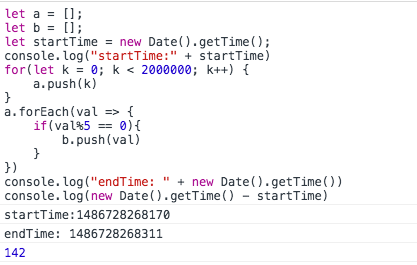 let a = [];
let b = [];
let startTime = new Date().getTime();
console.log("startTime:" + startTime)
for(let k = 0; k < 2000000; k++) {
    a.push(k)
}
a.forEach(val => {
    if(val%5 == 0){
        b.push(val)
    }
})
console.log("endTime: " + new Date().getTime())
console.log(new Date().getTime() - startTime)
startTime:1486728268170
endTime: 1486728268311
142